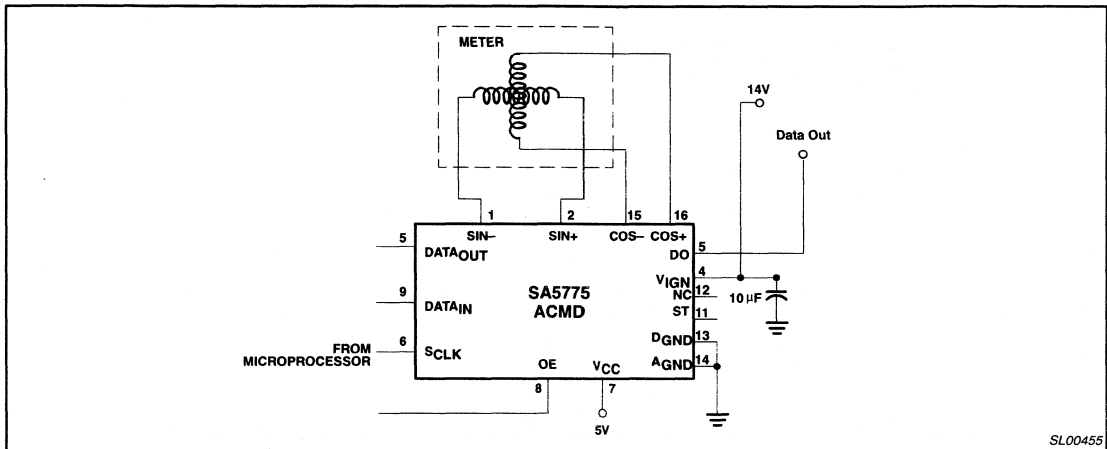 METER
14V
Data Out
1 2 15 16
SIN– SIN+ COS– COS+
5 DATAOUT
DO 5
VIGN 4
9 DATAIN
SA5775
ACMD
NC 12
10 µF
ST 11
FROM
MICROPROCESSOR
6 SCLK
DGND 13
AGND 14
OE
8
VCC
7
5V
SL00455